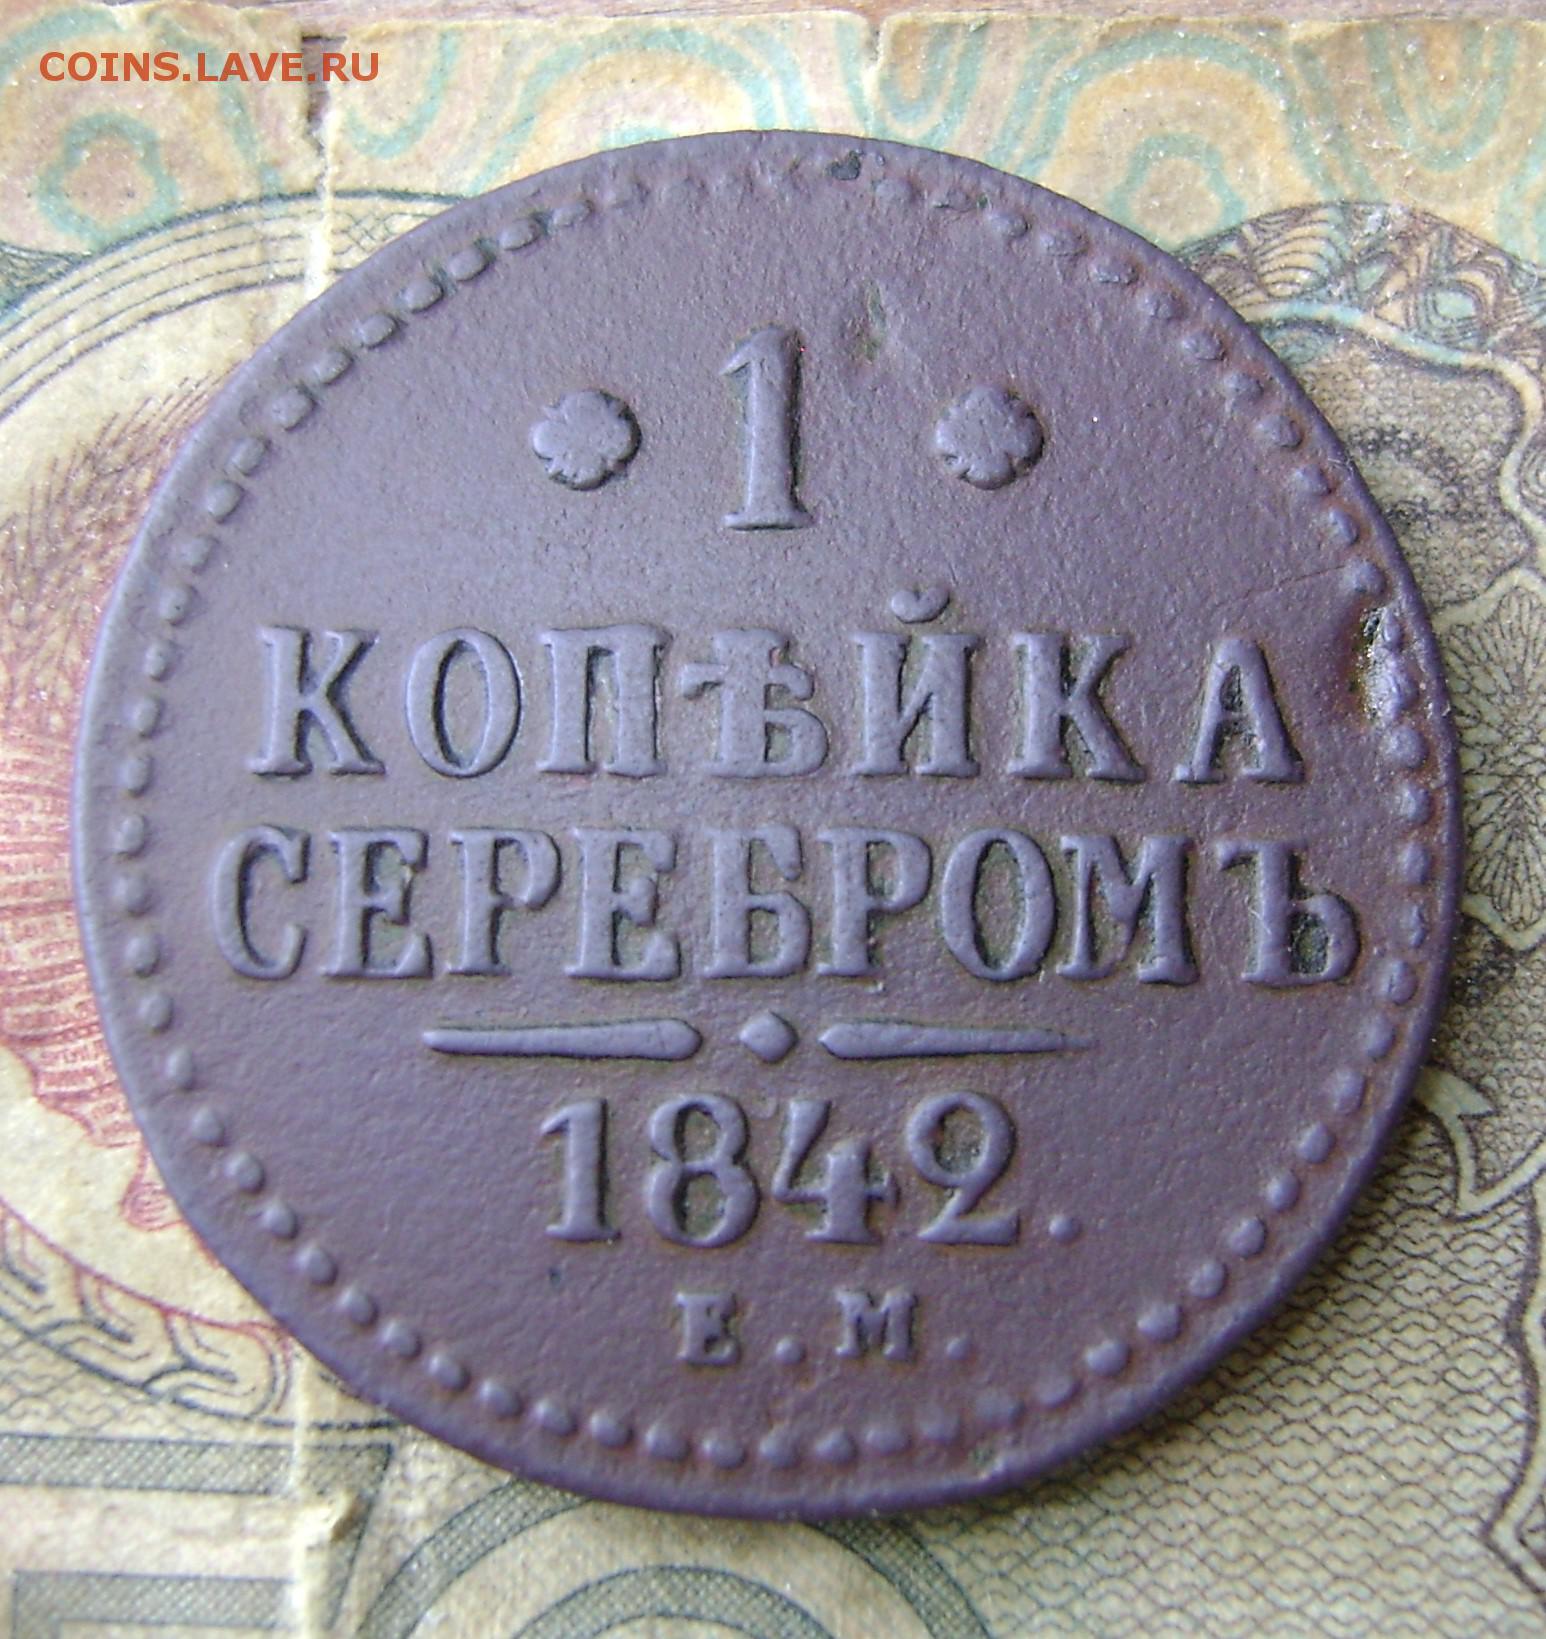 COINS.LAVE.RU
1
КОПѢЙКА
СЕРЕБРОМЪ
1842.
Е.М.